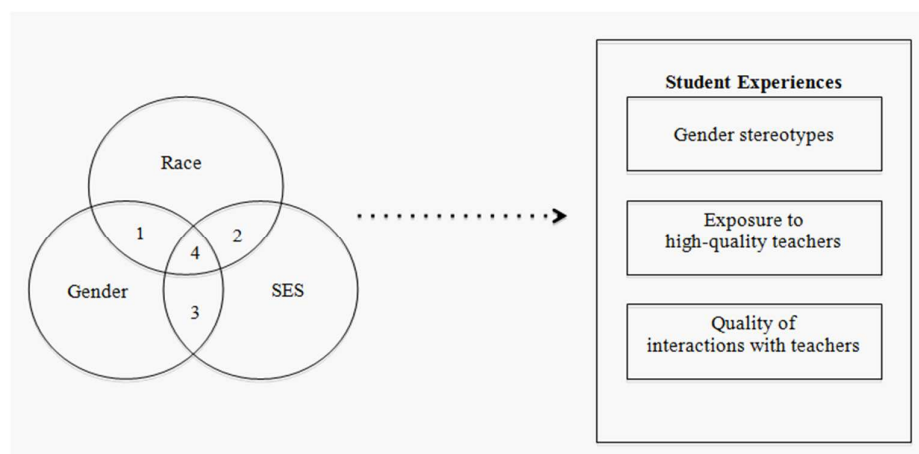 Race
1
2
4
Gender
SES
3
Student Experiences
Gender stereotypes
Exposure to
high-quality teachers
Quality of
interactions with teachers